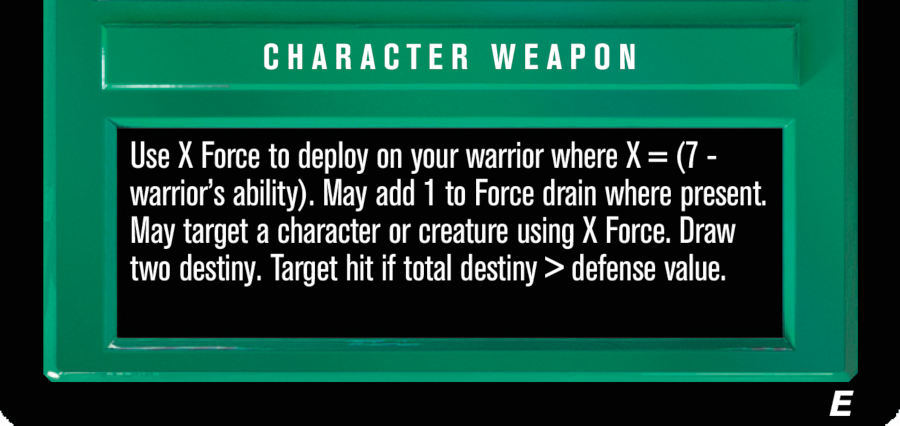 CHARACTER WEAPON
Use X Force to deploy on your warrior where X = (7 -
warrior's ability). May add 1 to Force drain where present.
May target a character or creature using X Force. Draw
two destiny. Target hit if total destiny > defense value.
E